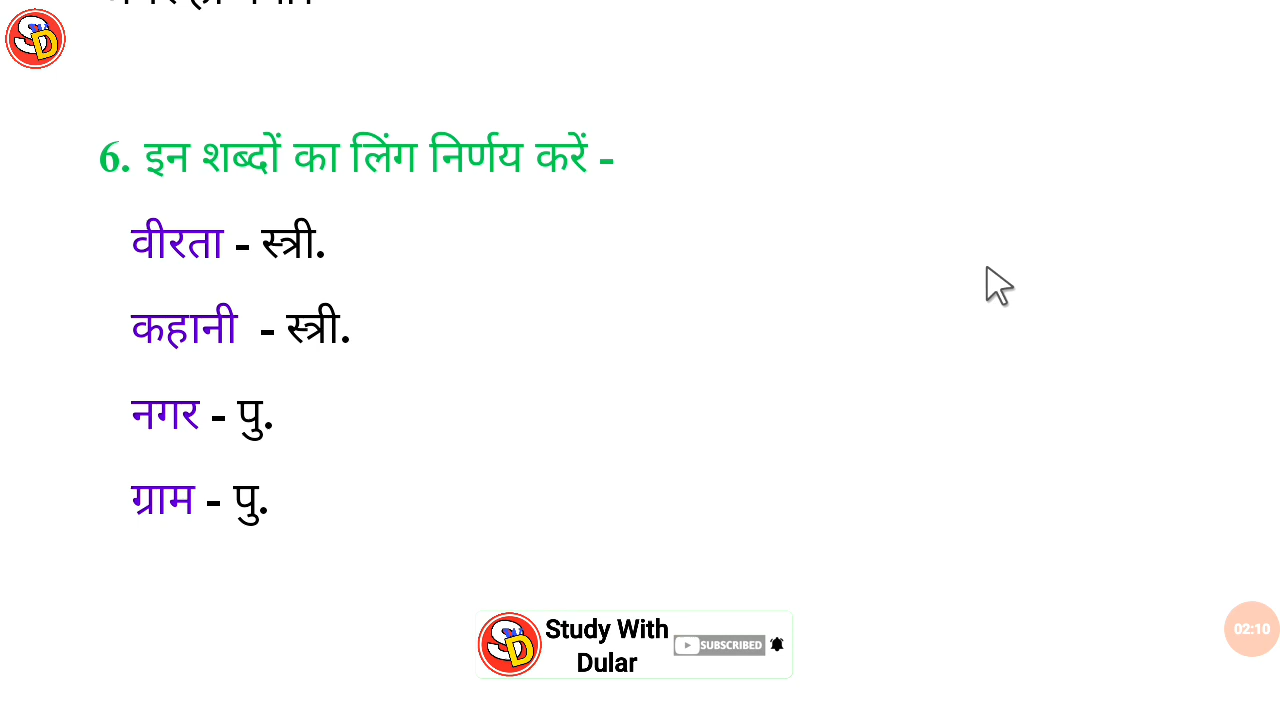 6. इन शब्दों का लिंग निर्णय करें -
वीरता - स्त्री.
कहानी - स्त्री.
नगर - पु.
ग्राम - पु.
Study With
Dular
SUBSCRIBED
02:10